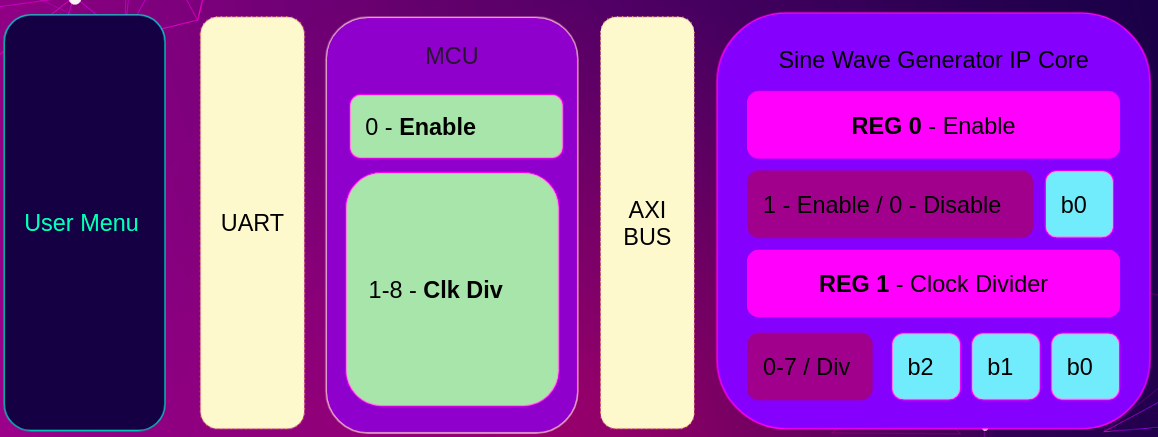 User Menu
UART
MCU
0 - Enable
1-8 - Clk Div
AXI
BUS
Sine Wave Generator IP Core
REG 0 - Enable
1 - Enable / 0 - Disable
b0
REG 1 - Clock Divider
0-7 / Div
b2
b1
b0